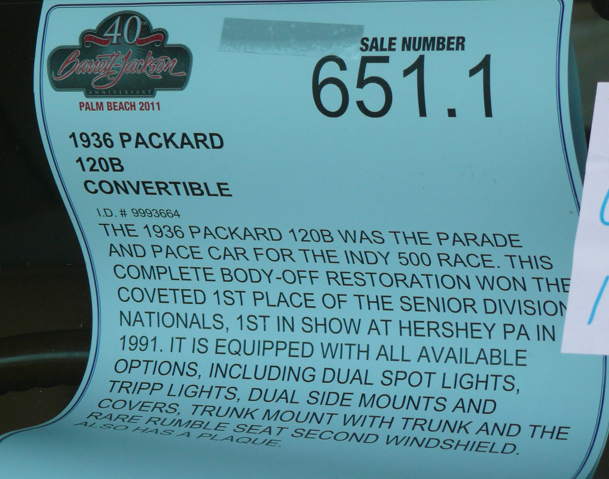 40th
Barrett-Jackson
ANNIVERSARY
PALM BEACH 2011
SALE NUMBER
651.1
1936 PACKARD
120B
CONVERTIBLE
I.D. # 9993664
THE 1936 PACKARD 120B WAS THE PARADE
AND PACE CAR FOR THE INDY 500 RACE. THIS
COMPLETE BODY-OFF RESTORATION WON THE
COVETED 1ST PLACE OF THE SENIOR DIVISION
NATIONALS, 1ST IN SHOW AT HERSHEY PA IN
1991. IT IS EQUIPPED WITH ALL AVAILABLE
OPTIONS, INCLUDING DUAL SPOT LIGHTS,
TRIPP LIGHTS, DUAL SIDE MOUNTS AND
COVERS, TRUNK MOUNT WITH TRUNK AND THE
RARE RUMBLE SEAT SECOND WINDSHIELD.
ALSO HAS A PLAQUE.